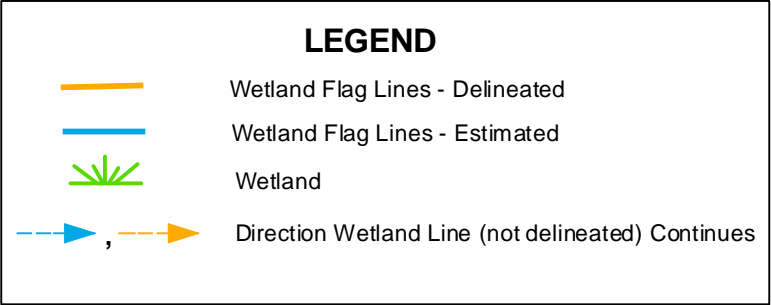 LEGEND
Wetland Flag Lines - Delineated
Wetland Flag Lines - Estimated
Wetland
, Direction Wetland Line (not delineated) Continues